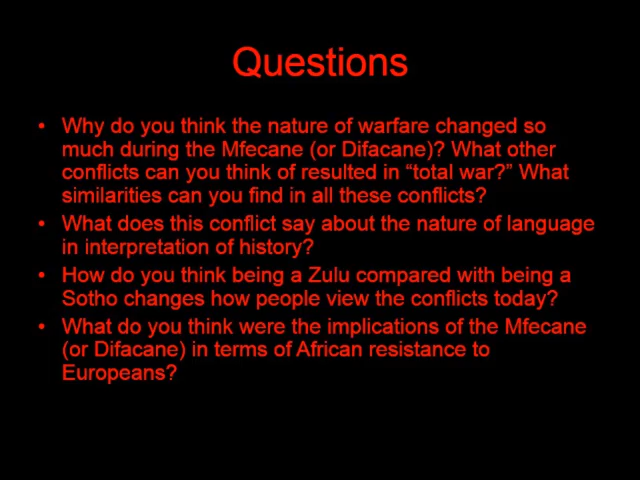 Questions
• Why do you think the nature of warfare changed so
much during the Mfecane (or Difacane)? What other
conflicts can you think of resulted in “total war?” What
similarities can you find in all these conflicts?
• What does this conflict say about the nature of language
in interpretation of history?
• How do you think being a Zulu compared with being a
Sotho changes how people view the conflicts today?
• What do you think were the implications of the Mfecane
(or Difacane) in terms of African resistance to
Europeans?